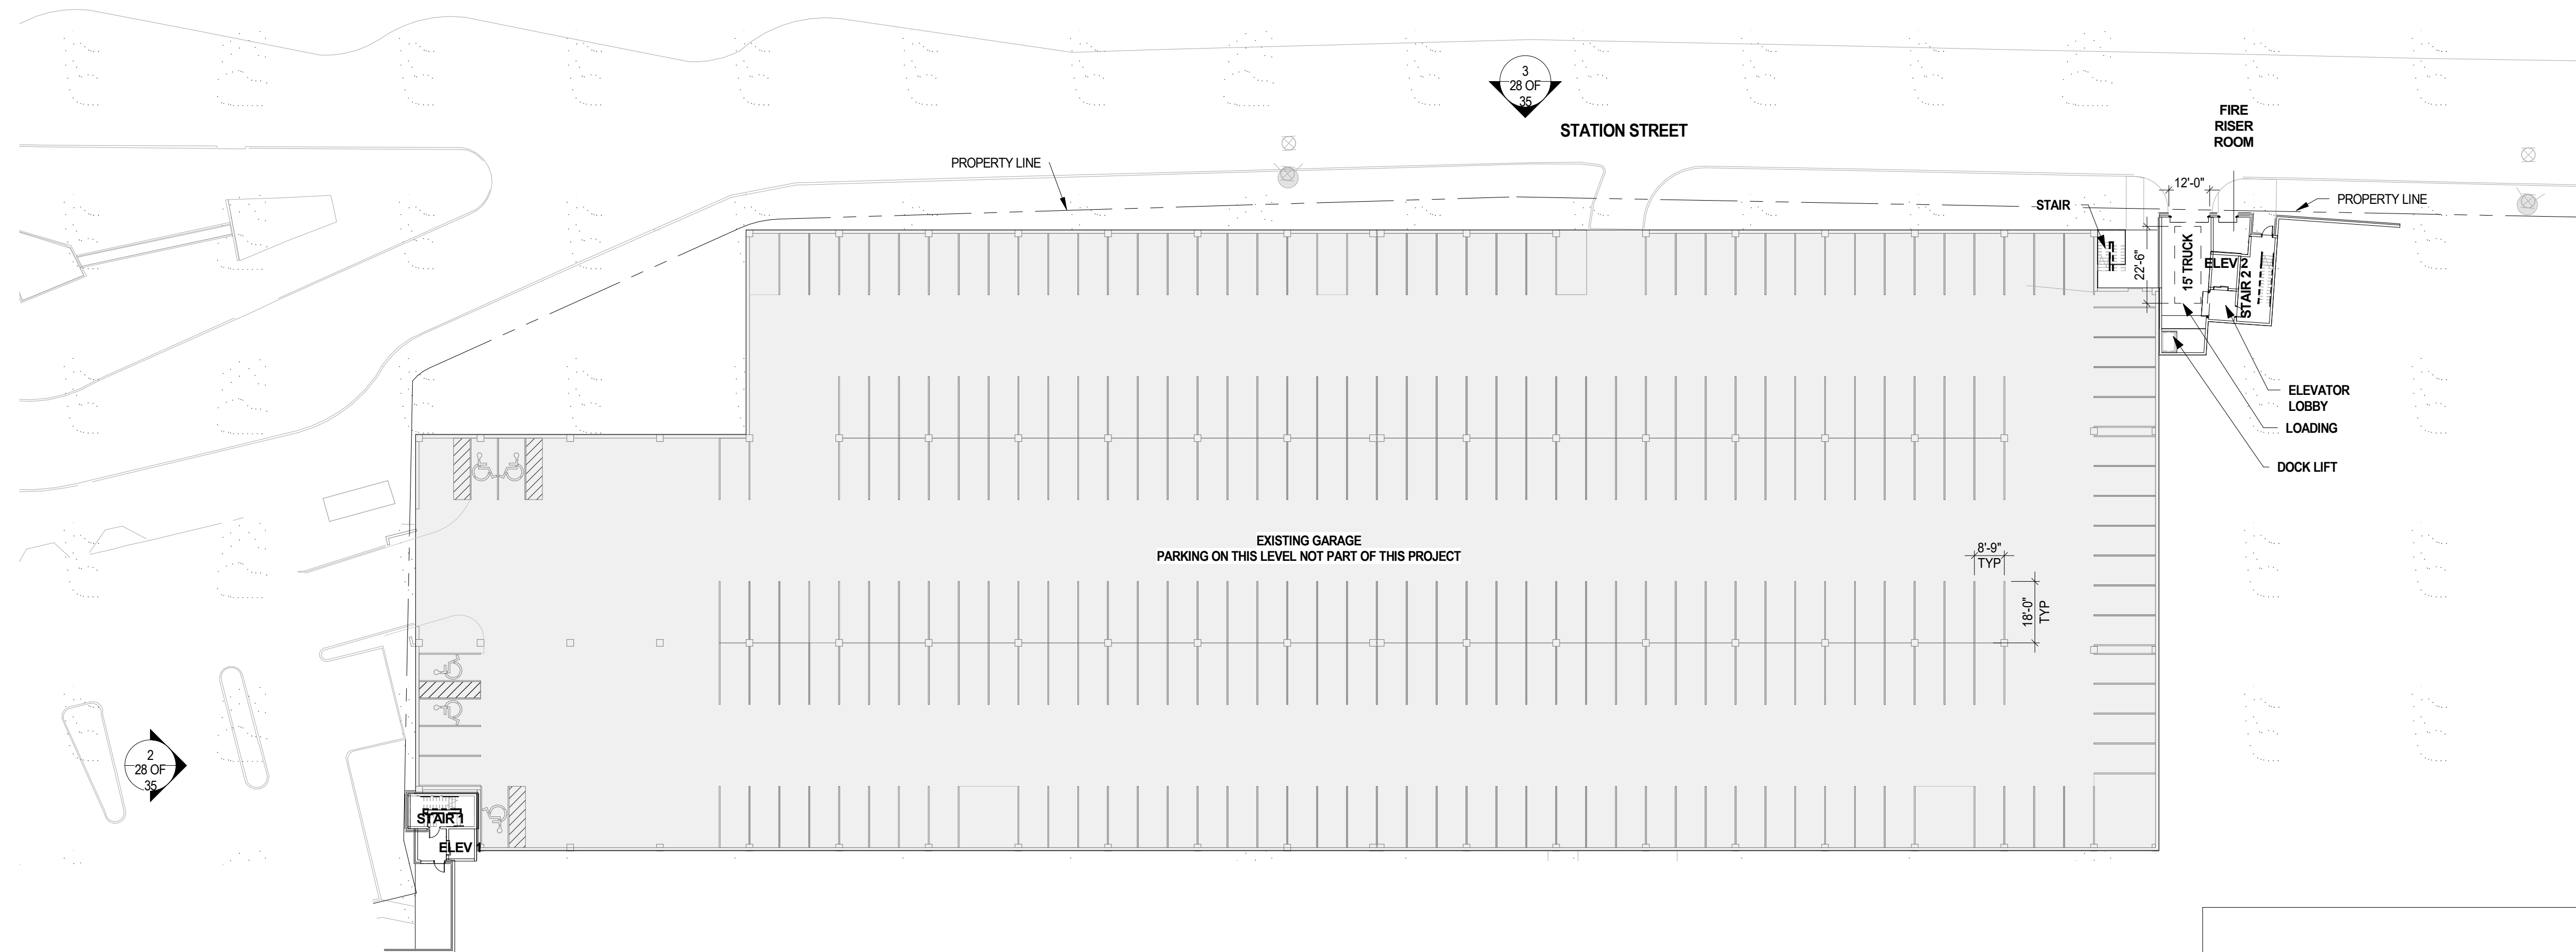 3
28 OF
35
STATION STREET
FIRE
RISER
ROOM
PROPERTY LINE
12'-0"
PROPERTY LINE
STAIR
22'-6"
15' TRUCK
ELEV 2
STAIR 2
ELEVATOR
LOBBY
LOADING
DOCK LIFT
EXISTING GARAGE
PARKING ON THIS LEVEL NOT PART OF THIS PROJECT
8'-9"
TYP
18'-0"
TYP
2
28 OF
35
STAIR 1
ELEV 1